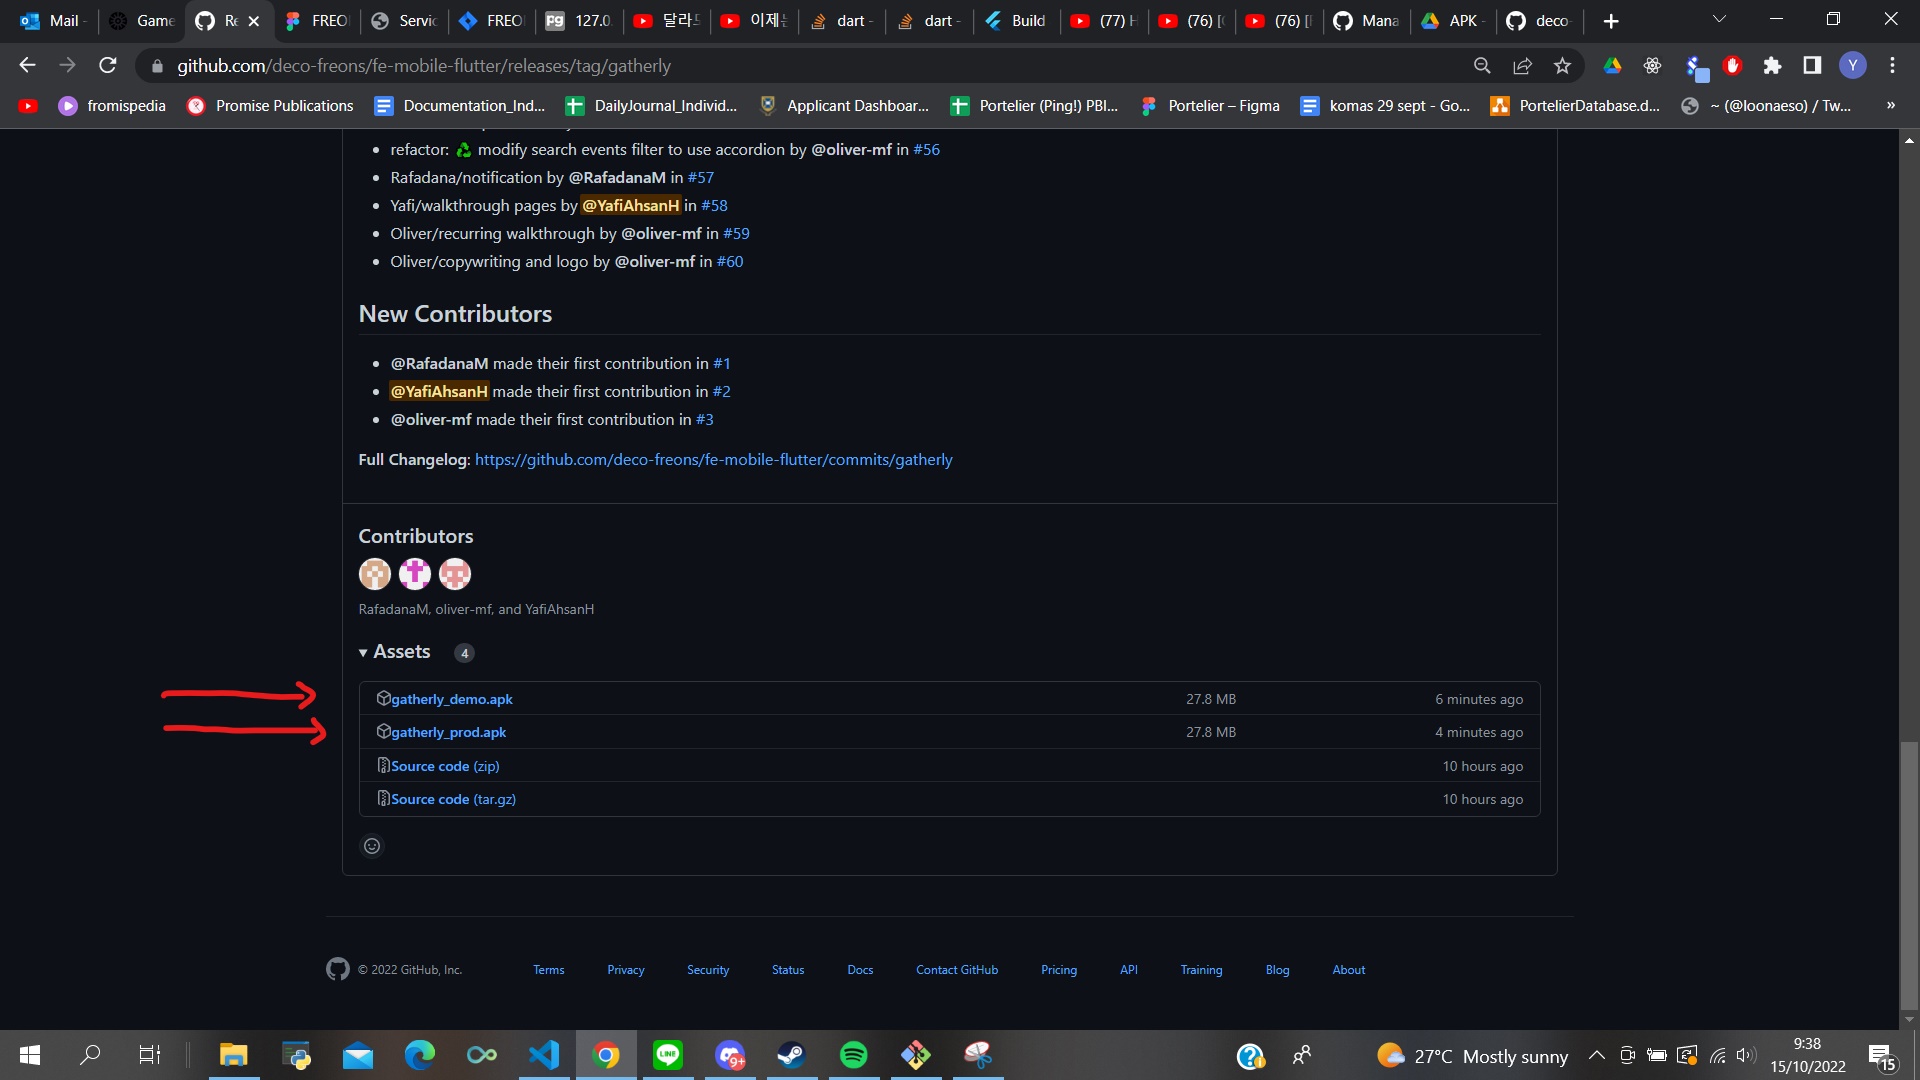 Mail -
Game
Re
FREO
Servic
FREO
127.0.
달라도
이제는
dart -
dart -
Build
(77) H
(76) [
(76) [
Mana
APK -
deco-
github.com/deco-freons/fe-mobile-flutter/releases/tag/gatherly
Y
fromispedia
Promise Publications
Documentation_Ind...
DailyJournal_Individ...
Applicant Dashboar...
Portelier (Ping!) PBI...
Portelier – Figma
komas 29 sept - Go...
PortelierDatabase.d...
~ (@loonaeso) / Tw...
»
refactor: ♻ modify search events filter to use accordion by @oliver-mf in #56
Rafadana/notification by @RafadanaM in #57
Yafi/walkthrough pages by @YafiAhsanH in #58
Oliver/recurring walkthrough by @oliver-mf in #59
Oliver/copywriting and logo by @oliver-mf in #60
New Contributors
@RafadanaM made their first contribution in #1
@YafiAhsanH made their first contribution in #2
@oliver-mf made their first contribution in #3
Full Changelog: https://github.com/deco-freons/fe-mobile-flutter/commits/gatherly
Contributors
RafadanaM, oliver-mf, and YafiAhsanH
Assets 4
gatherly_demo.apk 27.8 MB 6 minutes ago
gatherly_prod.apk 27.8 MB 4 minutes ago
Source code (zip) 10 hours ago
Source code (tar.gz) 10 hours ago
© 2022 GitHub, Inc.
Terms
Privacy
Security
Status
Docs
Contact GitHub
Pricing
API
Training
Blog
About
LINE
9+
27°C Mostly sunny
9:38
15/10/2022
15